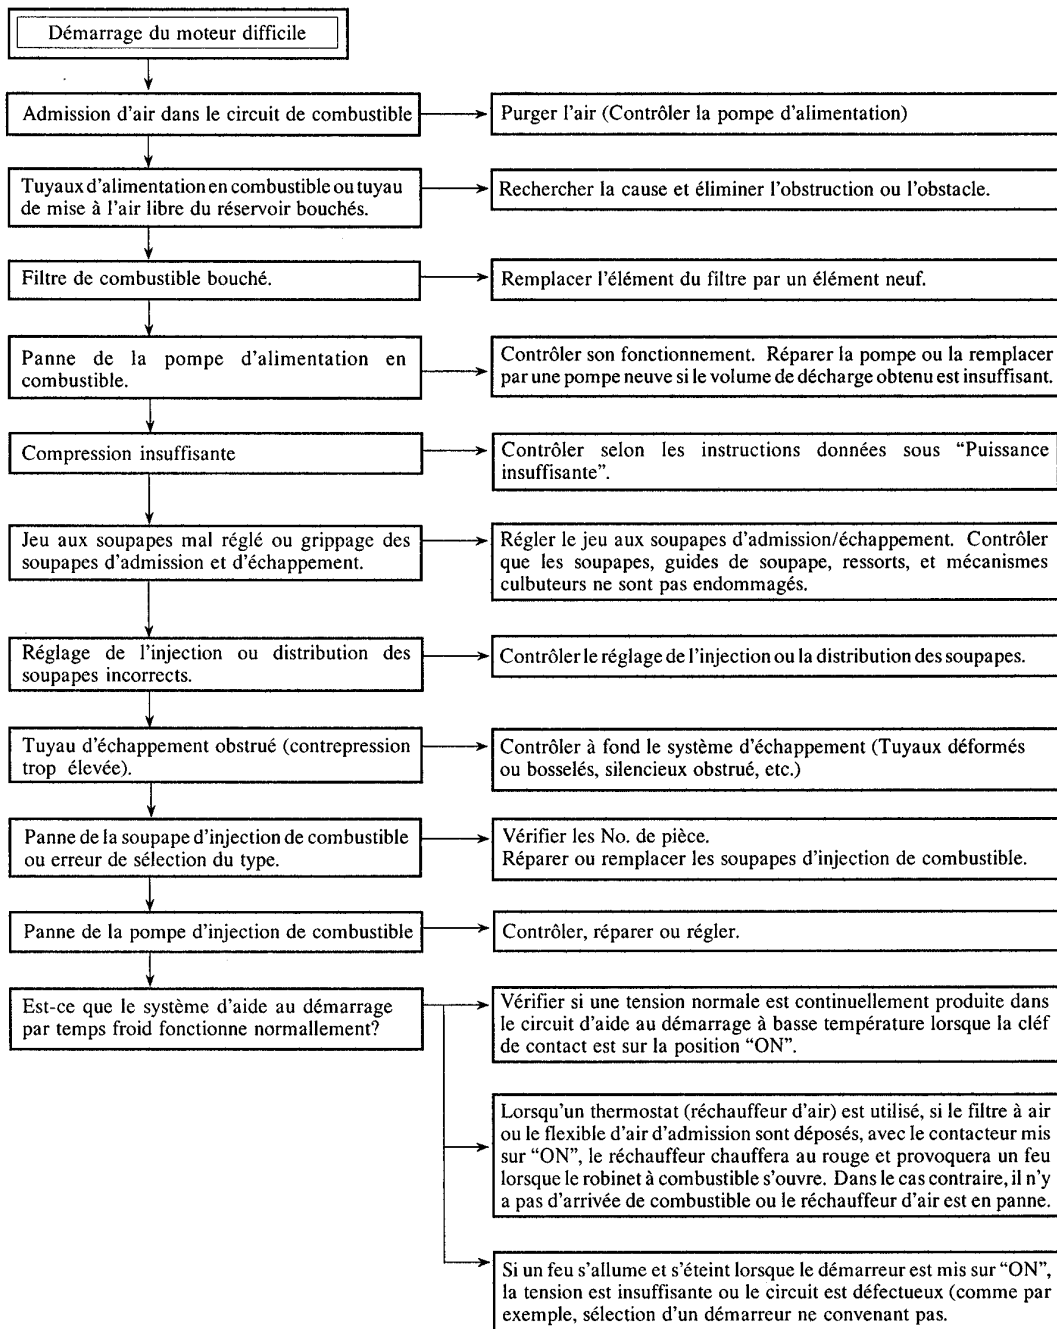 Démarrage du moteur difficile
Admission d'air dans le circuit de combustible
Purger l'air (Contrôler la pompe d'alimentation)
Tuyaux d'alimentation en combustible ou tuyau
de mise à l'air libre du réservoir bouchés.
Rechercher la cause et éliminer l'obstruction ou l'obstacle.
Filtre de combustible bouché.
Remplacer l'élément du filtre par un élément neuf.
Panne de la pompe d'alimentation en
combustible.
Contrôler son fonctionnement. Réparer la pompe ou la remplacer
par une pompe neuve si le volume de décharge obtenu est insuffisant.
Compression insuffisante
Contrôler selon les instructions données sous “Puissance
insuffisante”.
Jeu aux soupapes mal réglé ou grippage des
soupapes d'admission et d'échappement.
Régler le jeu aux soupapes d'admission/échappement. Contrôler
que les soupapes, guides de soupape, ressorts, et mécanismes
culbuteurs ne sont pas endommagés.
Réglage de l'injection ou distribution des
soupapes incorrects.
Contrôler le réglage de l'injection ou la distribution des soupapes.
Tuyau d'échappement obstrué (contrepression
trop élevée).
Contrôler à fond le système d'échappement (Tuyaux déformés
ou bosselés, silencieux obstrué, etc.)
Panne de la soupape d'injection de combustible
ou erreur de sélection du type.
Vérifier les No. de pièce.
Réparer ou remplacer les soupapes d'injection de combustible.
Panne de la pompe d'injection de combustible
Contrôler, réparer ou régler.
Est-ce que le système d'aide au démarrage
par temps froid fonctionne normallement?
Vérifier si une tension normale est continuellement produite dans
le circuit d'aide au démarrage à basse température lorsque la cléf
de contact est sur la position “ON”.
Lorsqu'un thermostat (réchauffeur d'air) est utilisé, si le filtre à air
ou le flexible d'air d'admission sont déposés, avec le contacteur mis
sur “ON”, le réchauffeur chauffera au rouge et provoquera un feu
lorsque le robinet à combustible s'ouvre. Dans le cas contraire, il n'y
a pas d'arrivée de combustible ou le réchauffeur d'air est en panne.
Si un feu s'allume et s'éteint lorsque le démarreur est mis sur “ON”,
la tension est insuffisante ou le circuit est défectueux (comme par
exemple, sélection d'un démarreur ne convenant pas.